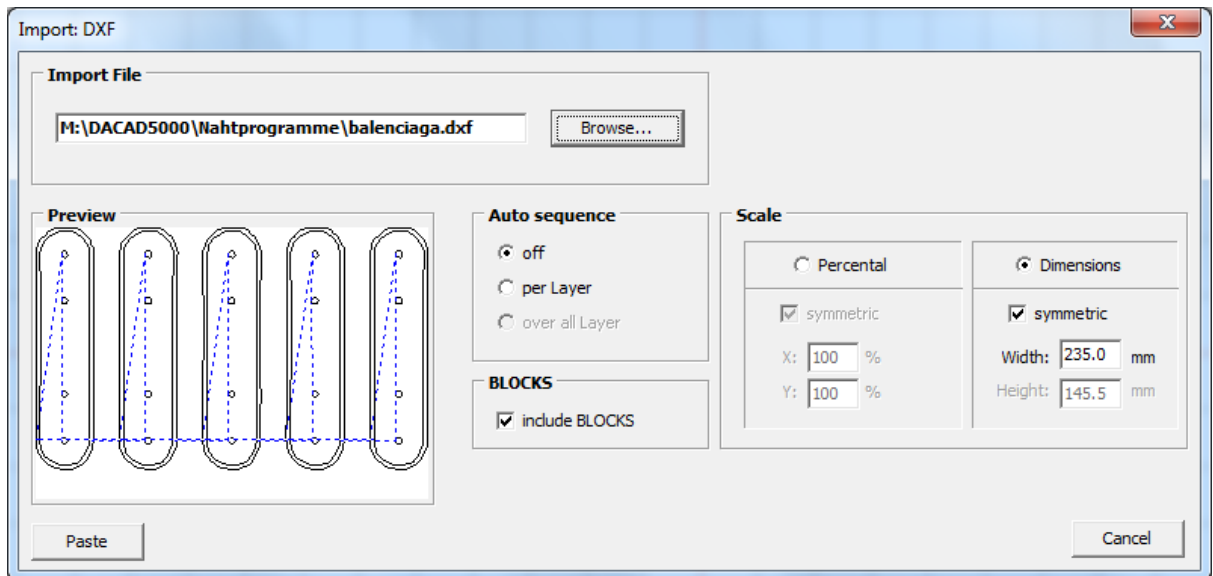 Import: DXF
Import File
M:\DACAD5000\Nahtprogramme\balenciaga.dxf
Browse...
Preview
Auto sequence
off
per Layer
over all Layer
BLOCKS
include BLOCKS
Scale
Percental
symmetric
X: 100 %
Y: 100 %
Dimensions
symmetric
Width: 235.0 mm
Height: 145.5 mm
Paste
Cancel